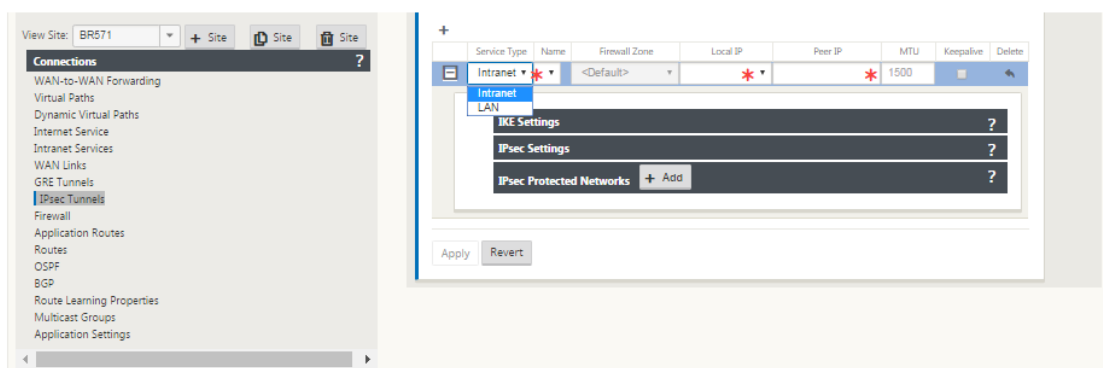 View Site: BR571 + Site Site Site
Connections ?
WAN-to-WAN Forwarding
Virtual Paths
Dynamic Virtual Paths
Internet Service
Intranet Services
WAN Links
GRE Tunnels
IPsec Tunnels
Firewall
Application Routes
Routes
OSPF
BGP
Route Learning Properties
Multicast Groups
Application Settings
+
Service Type Name Firewall Zone Local IP Peer IP MTU Keepalive Delete
Intranet * <Default> * * 1500
Intranet
LAN
IKE Settings ?
IPsec Settings ?
IPsec Protected Networks + Add ?
Apply Revert